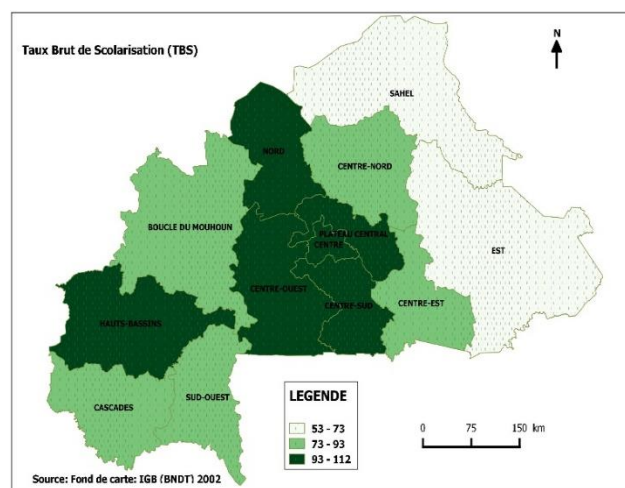 Taux Brut de Scolarisation (TBS)
N
SAHEL
NORD
CENTRE-NORD
BOUCLE DU MOUHOUN
PLATEAU CENTRAL
CENTRE
EST
CENTRE-OUEST
CENTRE-SUD
CENTRE-EST
HAUTS-BASSINS
CASCADES
SUD-OUEST
LEGENDE
53 - 73
73 - 93
93 - 112
0 75 150 km
Source: Fond de carte: IGB (BNDT) 2002